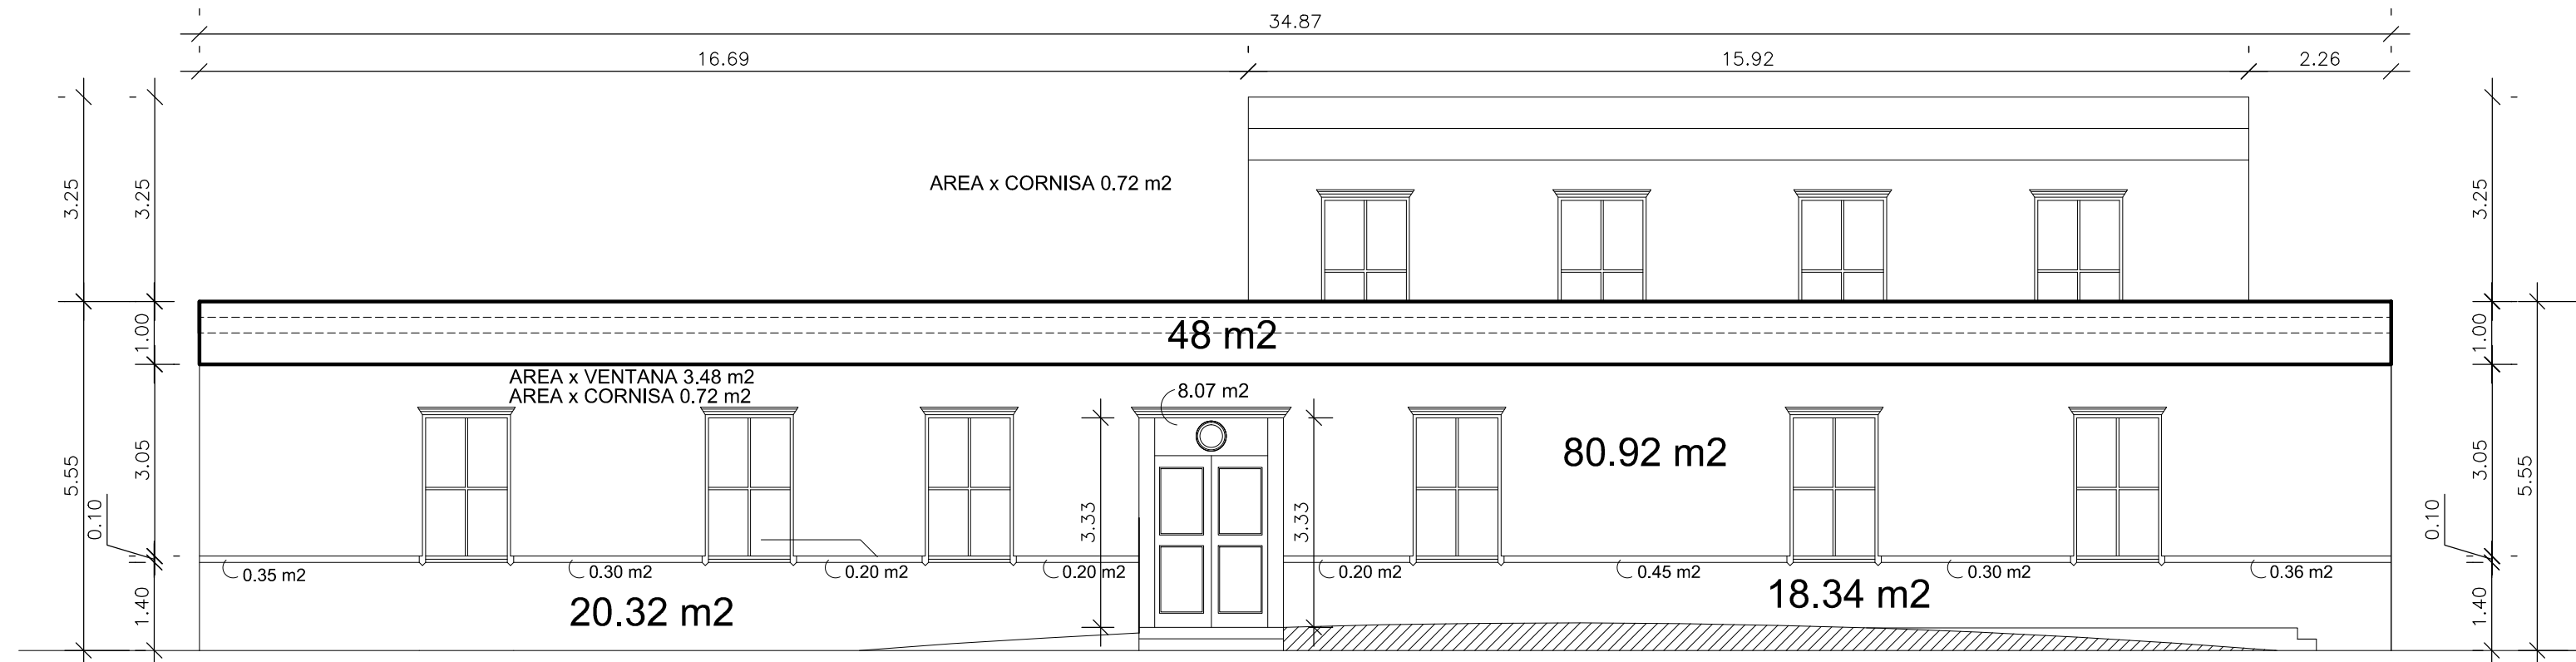 34.87
16.69 15.92 2.26
AREA x CORNISA 0.72 m2
3.25 3.25 3.25
48 m2
1.00 1.00
AREA x VENTANA 3.48 m2
AREA x CORNISA 0.72 m2
8.07 m2
80.92 m2
5.55 3.05 3.05 5.55
0.10 3.33 3.33 0.10
0.35 m2 0.30 m2 0.20 m2 0.20 m2 0.20 m2 0.45 m2 0.30 m2 0.36 m2
1.40 20.32 m2 18.34 m2 1.40